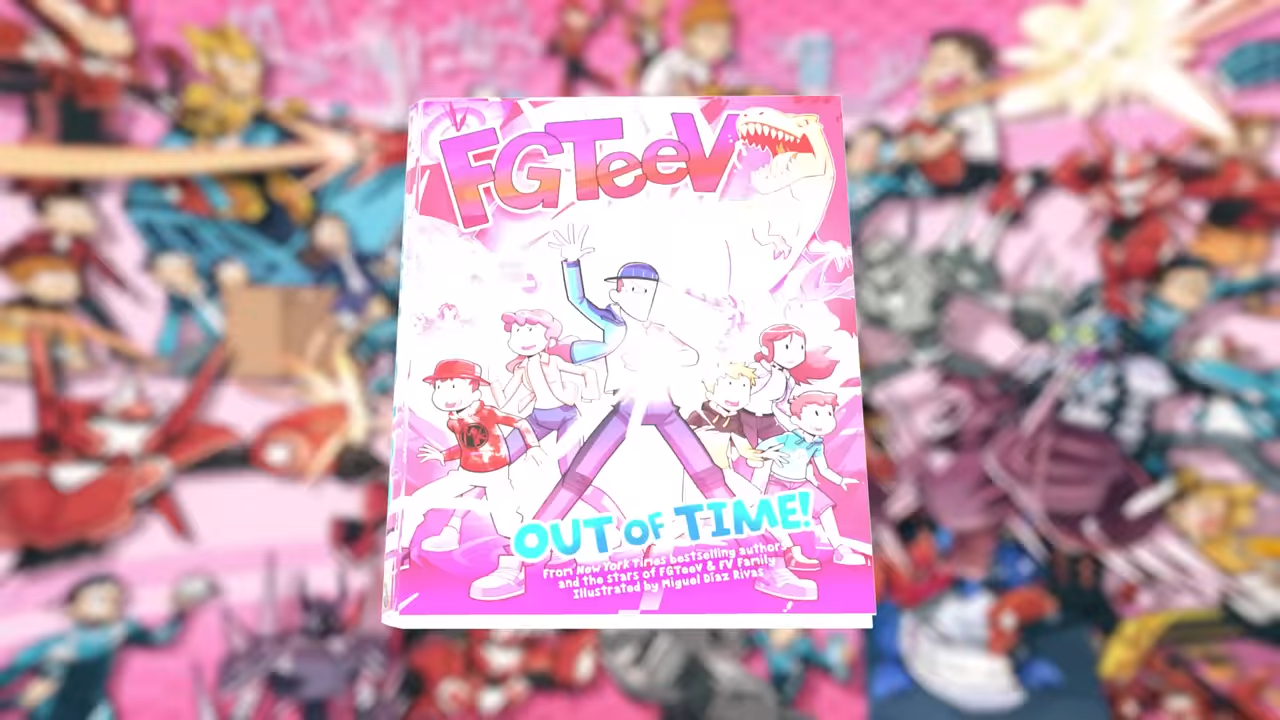 FGTeeV
OUT OF TIME!
From New York Times bestselling authors
and the stars of FGTeeV & FV Family
Illustrated by Miguel Díaz Rivas